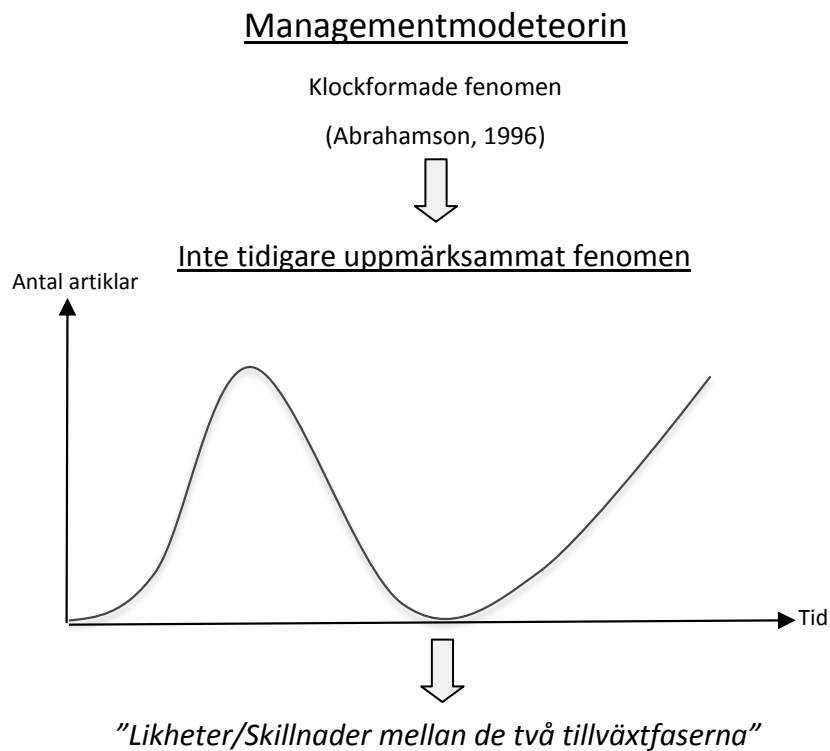 Managementmodeteorin
Klockformade fenomen
(Abrahamson, 1996)
Inte tidigare uppmärksammat fenomen
Antal artiklar
Tid
”Likheter/Skillnader mellan de två tillväxtfaserna”